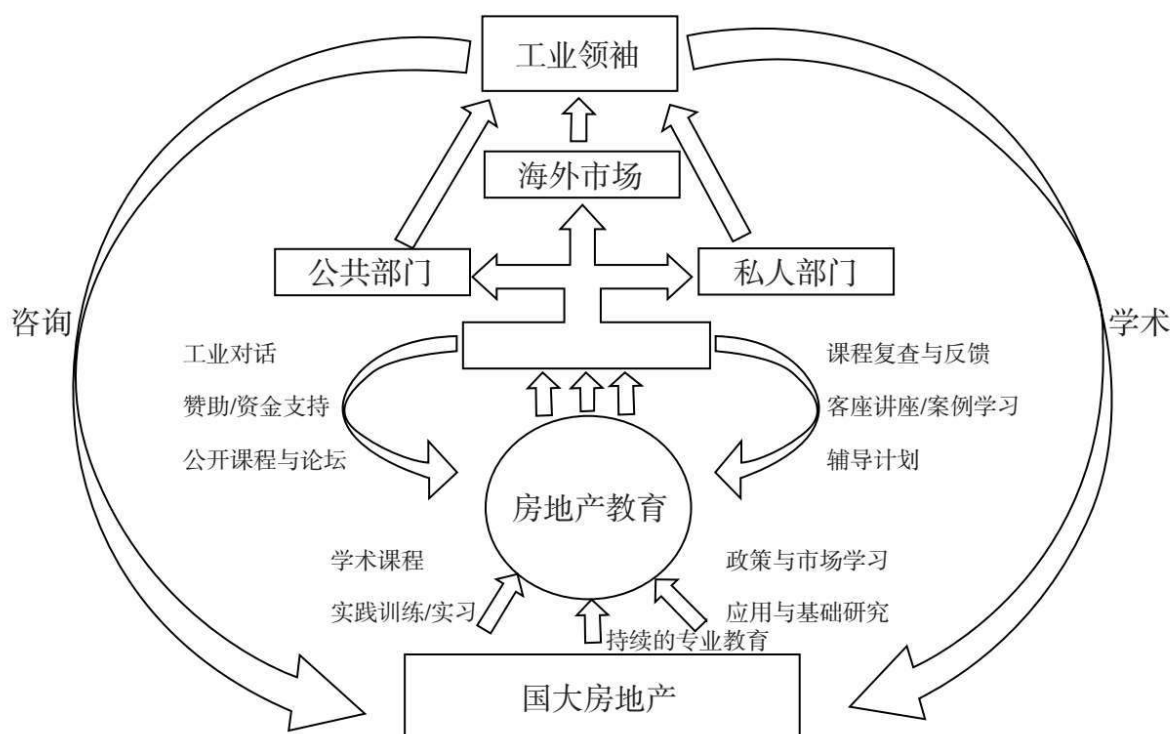 工业领袖
海外市场
公共部门
私人部门
咨询
学术
工业对话
课程复查与反馈
赞助/资金支持
客座讲座/案例学习
公开课程与论坛
辅导计划
房地产教育
学术课程
政策与市场学习
实践训练/实习
应用与基础研究
持续的专业教育
国大房地产